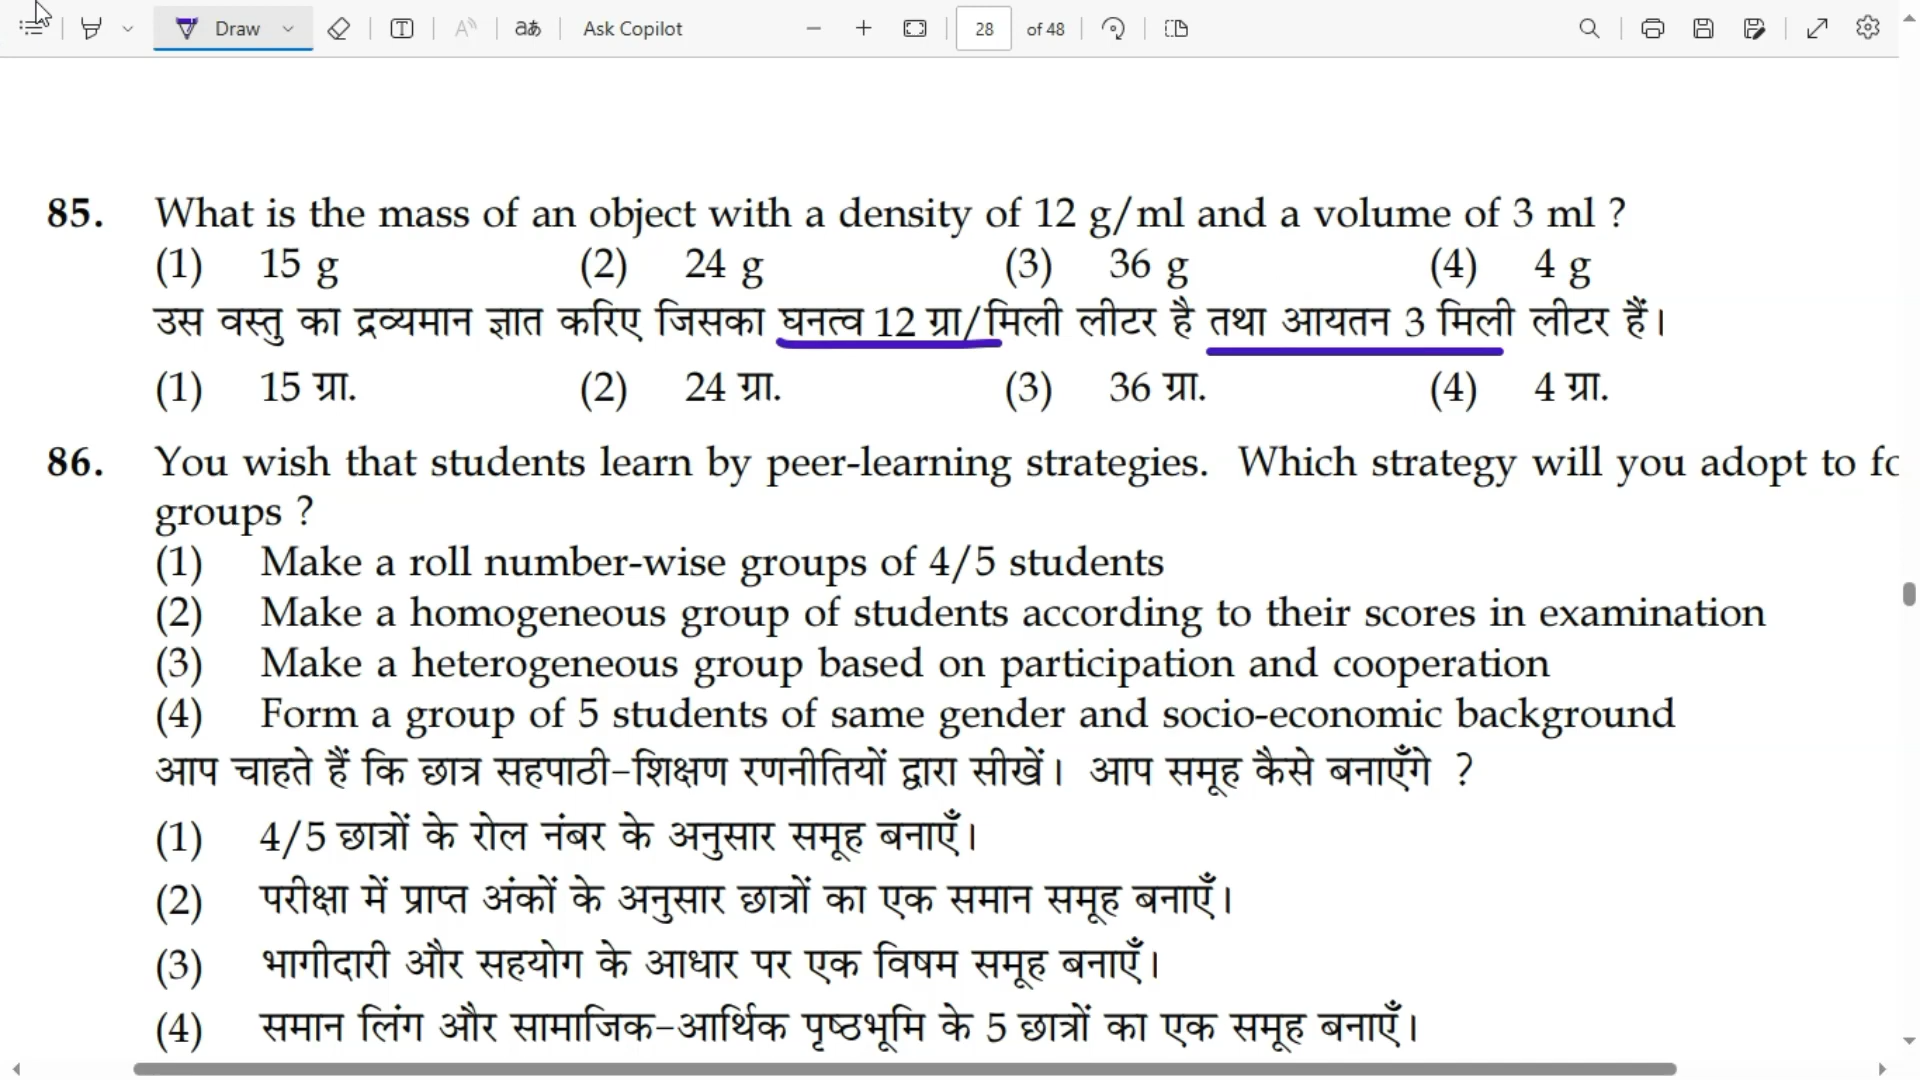 Draw
aあ
Ask Copilot
28 of 48
85. What is the mass of an object with a density of 12 g/ml and a volume of 3 ml ?
(1) 15 g (2) 24 g (3) 36 g (4) 4 g
उस वस्तु का द्रव्यमान ज्ञात करिए जिसका घनत्व 12 ग्रा/मिली लीटर है तथा आयतन 3 मिली लीटर हैं।
(1) 15 ग्रा. (2) 24 ग्रा. (3) 36 ग्रा. (4) 4 ग्रा.
86. You wish that students learn by peer-learning strategies. Which strategy will you adopt to fo
groups ?
(1) Make a roll number-wise groups of 4/5 students
(2) Make a homogeneous group of students according to their scores in examination
(3) Make a heterogeneous group based on participation and cooperation
(4) Form a group of 5 students of same gender and socio-economic background
आप चाहते हैं कि छात्र सहपाठी-शिक्षण रणनीतियों द्वारा सीखें। आप समूह कैसे बनाएँगे ?
(1) 4/5 छात्रों के रोल नंबर के अनुसार समूह बनाएँ।
(2) परीक्षा में प्राप्त अंकों के अनुसार छात्रों का एक समान समूह बनाएँ।
(3) भागीदारी और सहयोग के आधार पर एक विषम समूह बनाएँ।
(4) समान लिंग और सामाजिक-आर्थिक पृष्ठभूमि के 5 छात्रों का एक समूह बनाएँ।